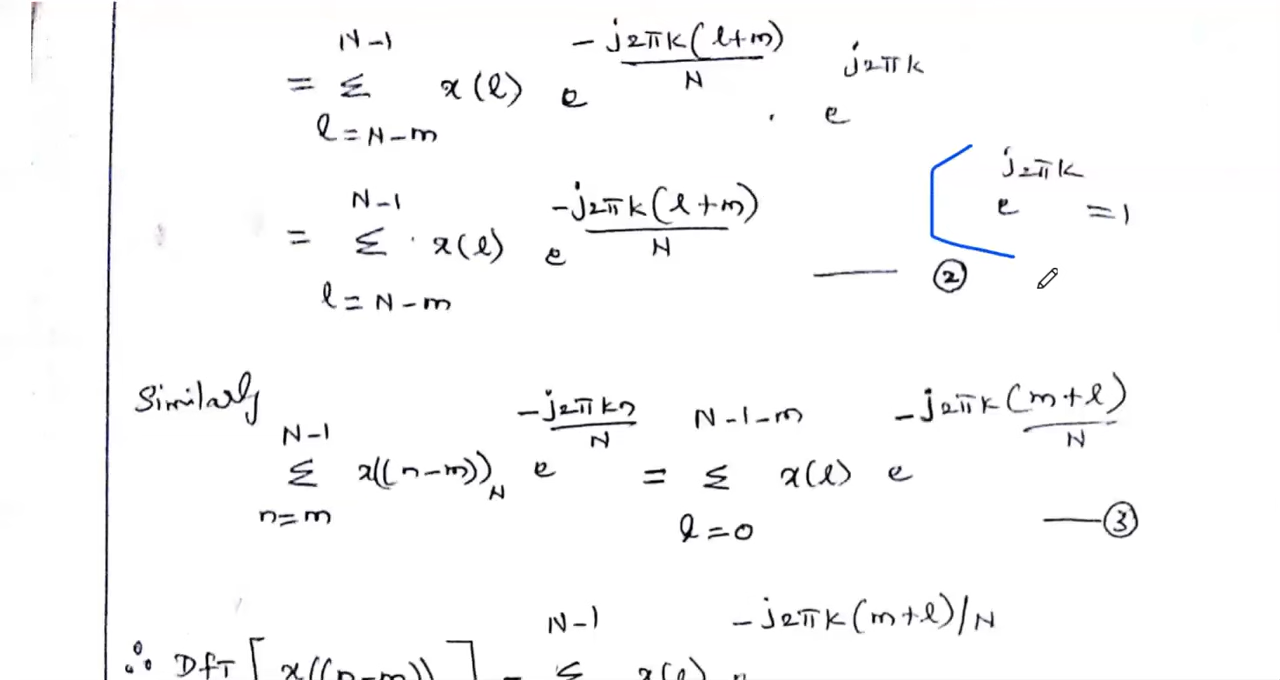 = Σ_{l=N-m}^{N-1} x(l) e^{-j2πk(l+m)/N} . e^{j2πk}
= Σ_{l=N-m}^{N-1} x(l) e^{-j2πk(l+m)/N} —— ② [ e^{j2πk} = 1
Similarly
Σ_{n=m}^{N-1} x((n-m))_N e^{-j2πkn/N} = Σ_{l=0}^{N-1-m} x(l) e^{-j2πk(m+l)/N} —— ③
∴ DFT [ x((n-m)) ] = Σ^{N-1} x(l) e^{-j2πk(m+l)/N}